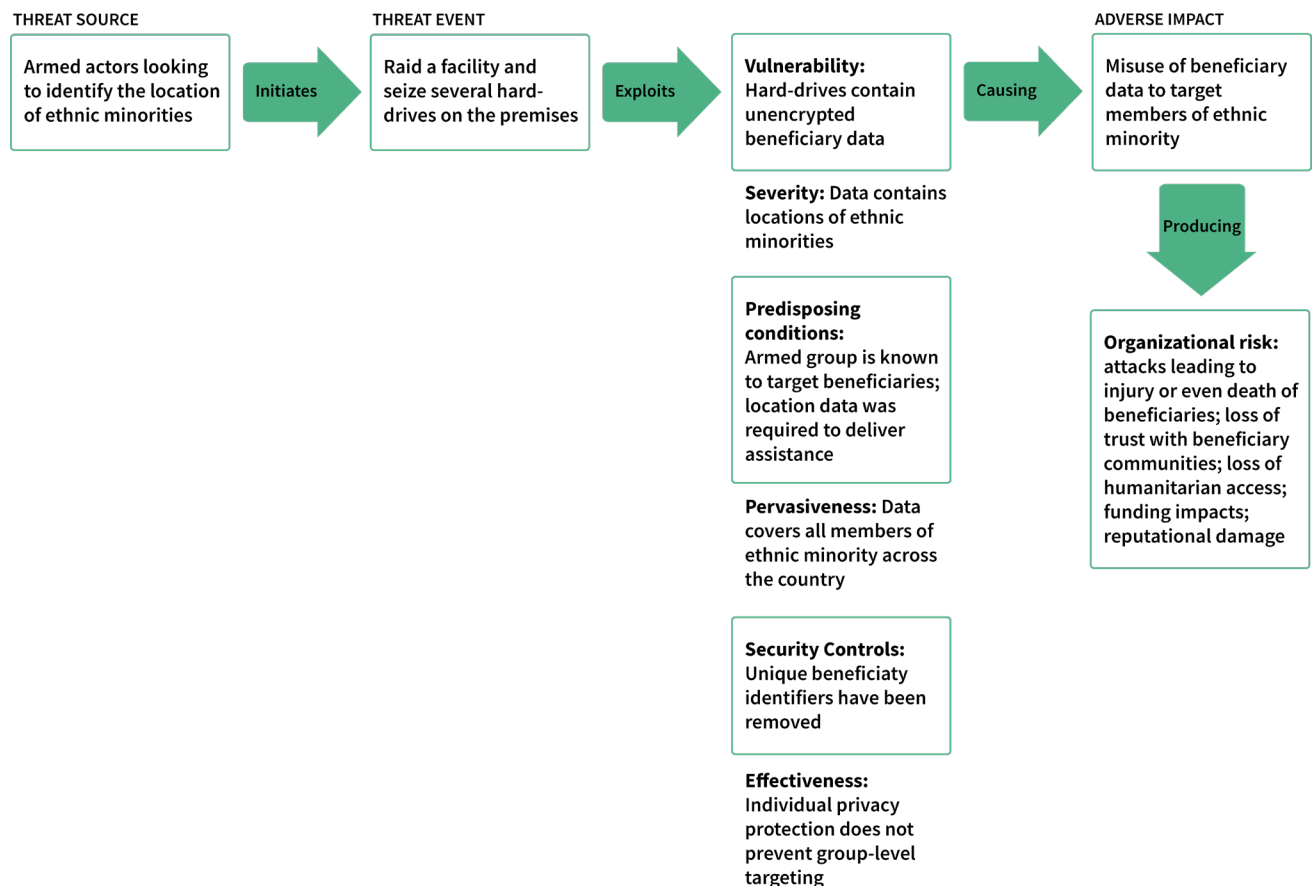 THREAT SOURCE
Armed actors looking
to identify the location
of ethnic minorities
Initiates
THREAT EVENT
Raid a facility and
seize several hard-
drives on the premises
Exploits
Vulnerability:
Hard-drives contain
unencrypted
beneficiary data
Severity: Data contains
locations of ethnic
minorities
Predisposing
conditions:
Armed group is known
to target beneficiaries;
location data was
required to deliver
assistance
Pervasiveness: Data
covers all members of
ethnic minority across
the country
Security Controls:
Unique beneficiaty
identifiers have been
removed
Effectiveness:
Individual privacy
protection does not
prevent group-level
targeting
Causing
ADVERSE IMPACT
Misuse of beneficiary
data to target
members of ethnic
minority
Producing
Organizational risk:
attacks leading to
injury or even death of
beneficiaries; loss of
trust with beneficiary
communities; loss of
humanitarian access;
funding impacts;
reputational damage